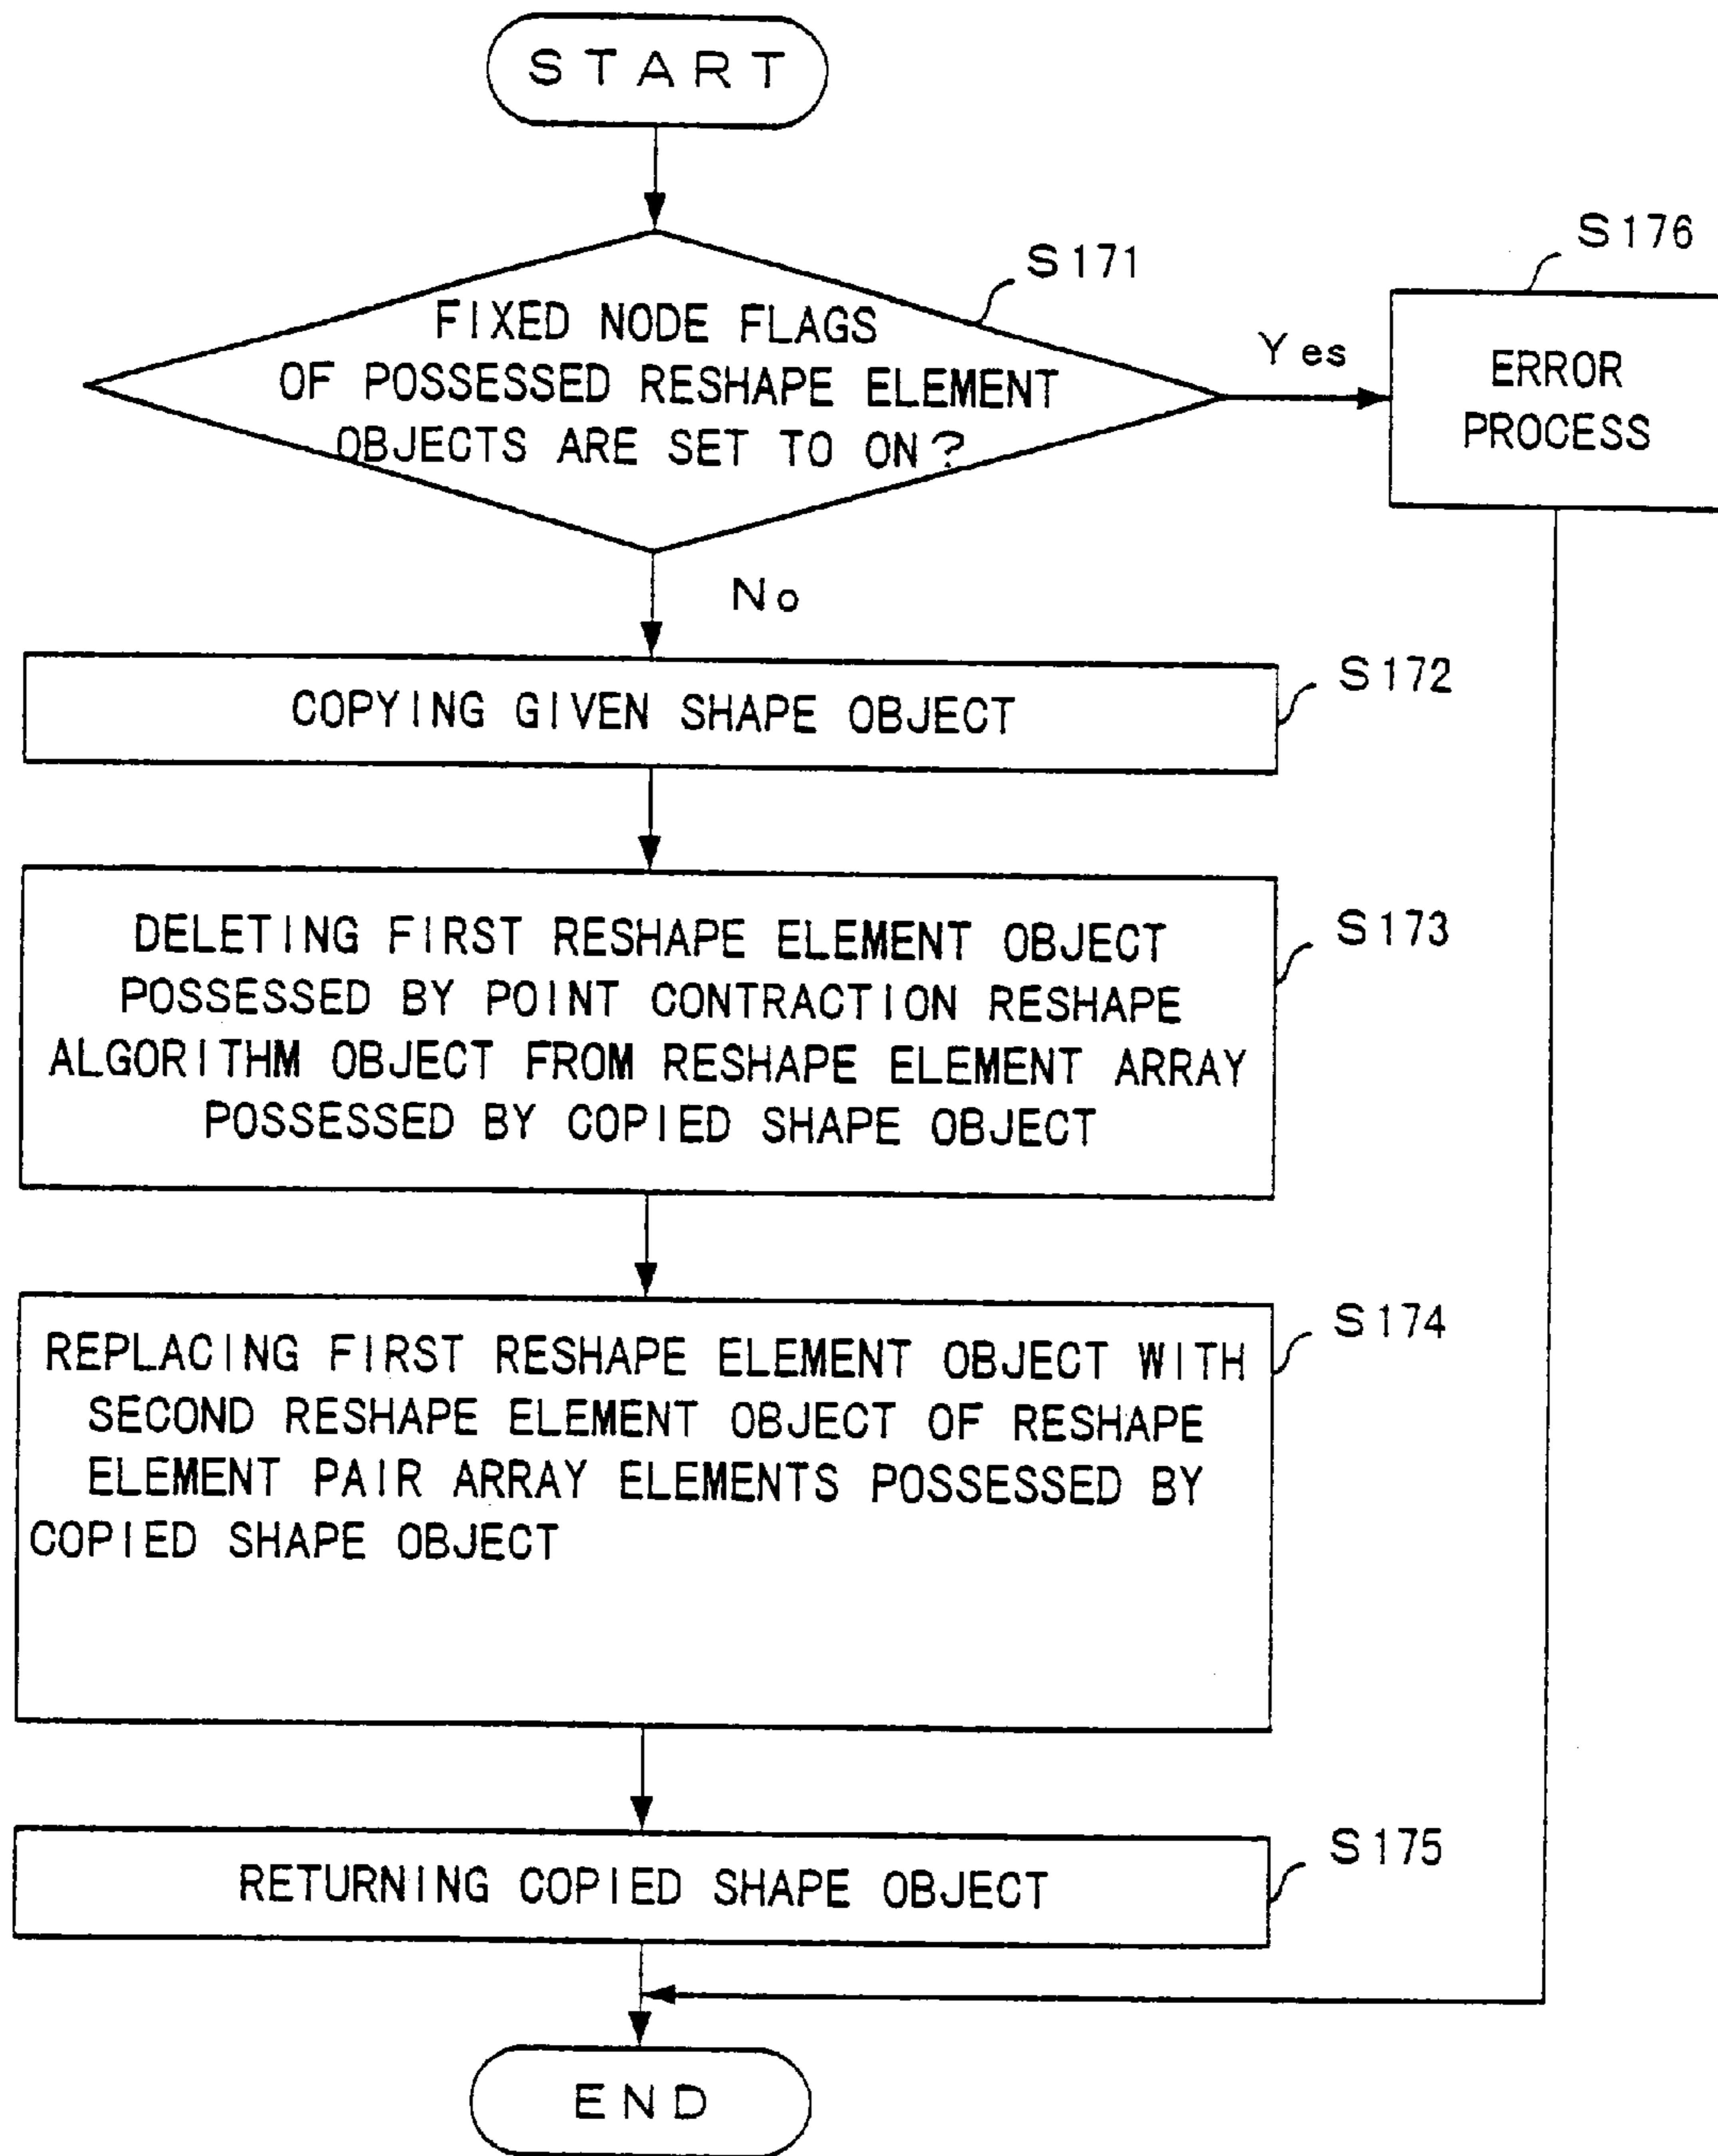 START
S171
S176
FIXED NODE FLAGS
OF POSSESSED RESHAPE ELEMENT
OBJECTS ARE SET TO ON?
Yes
ERROR
PROCESS
No
S172
COPYING GIVEN SHAPE OBJECT
S173
DELETING FIRST RESHAPE ELEMENT OBJECT
POSSESSED BY POINT CONTRACTION RESHAPE
ALGORITHM OBJECT FROM RESHAPE ELEMENT ARRAY
POSSESSED BY COPIED SHAPE OBJECT
S174
REPLACING FIRST RESHAPE ELEMENT OBJECT WITH
SECOND RESHAPE ELEMENT OBJECT OF RESHAPE
ELEMENT PAIR ARRAY ELEMENTS POSSESSED BY
COPIED SHAPE OBJECT
S175
RETURNING COPIED SHAPE OBJECT
END